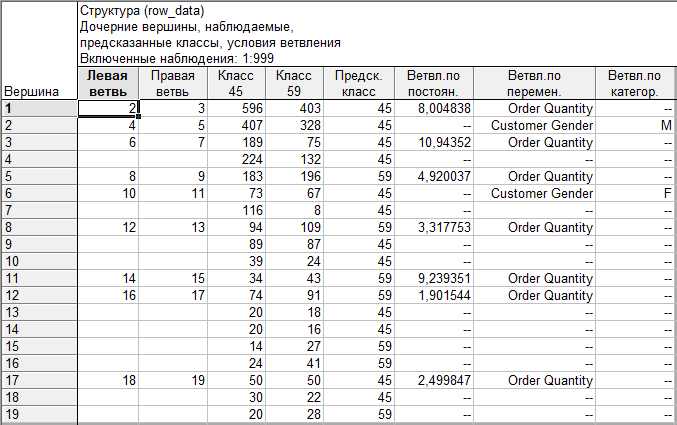 Структура (row_data)
Дочерние вершины, наблюдаемые,
предсказанные классы, условия ветвления
Включенные наблюдения: 1:999
Вершина Левая ветвь Правая ветвь Класс 45 Класс 59 Предск. класс Ветвл.по постоян. Ветвл.по перемен. Ветвл.по категор.
1 2 3 596 403 45 8,004838 Order Quantity --
2 4 5 407 328 45 -- Customer Gender M
3 6 7 189 75 45 10,94352 Order Quantity --
4 224 132 45 -- -- --
5 8 9 183 196 59 4,920037 Order Quantity --
6 10 11 73 67 45 -- Customer Gender F
7 116 8 45 -- -- --
8 12 13 94 109 59 3,317753 Order Quantity --
9 89 87 45 -- -- --
10 39 24 45 -- -- --
11 14 15 34 43 59 9,239351 Order Quantity --
12 16 17 74 91 59 1,901544 Order Quantity --
13 20 18 45 -- -- --
14 20 16 45 -- -- --
15 14 27 59 -- -- --
16 24 41 59 -- -- --
17 18 19 50 50 45 2,499847 Order Quantity --
18 30 22 45 -- -- --
19 20 28 59 -- -- --